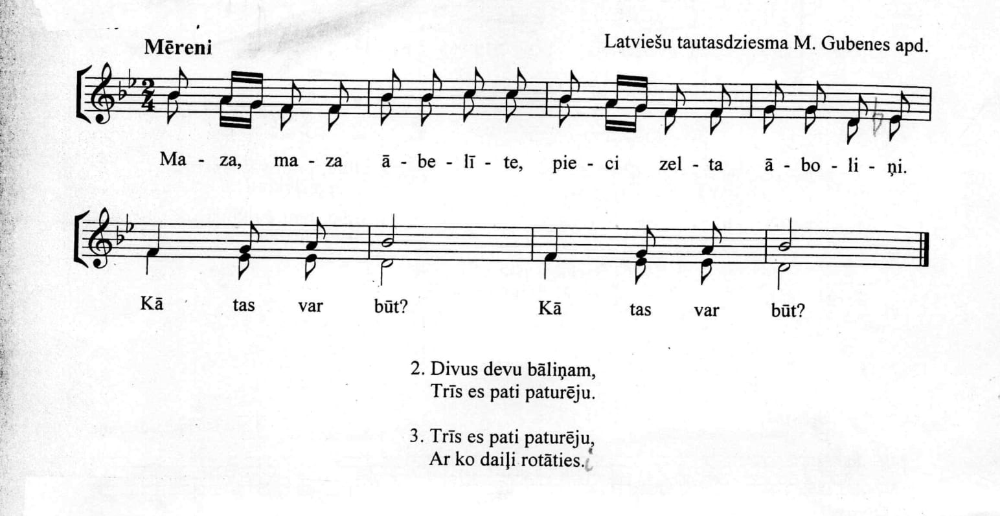 Mēreni
Latviešu tautasdziesma M. Gubenes apd.
2
4
Ma - za, ma - za ā - be - lī - te, pie - ci zel - ta ā - bo - li - ņi.
Kā tas var būt? Kā tas var būt?
2. Divus devu bāliņam,
Trīs es pati paturēju.
3. Trīs es pati paturēju,
Ar ko daiļi rotāties.